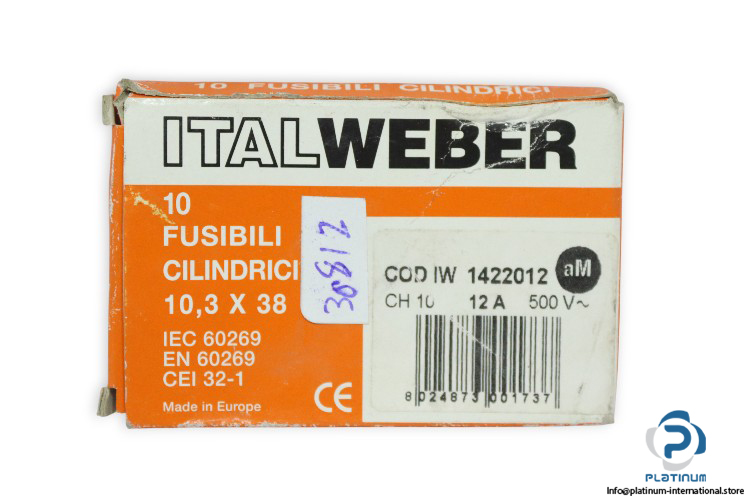 10 FUSIBILI CILINDRICI
ITALWEBER
10
FUSIBILI
CILINDRICI
10,3 X 38
IEC 60269
EN 60269
CEI 32-1
Made in Europe
CE
30812
COD IW 1422012 aM
CH 10 12 A 500 V~
8 024873 001737
PLATINUM
Info@platinum-international.store